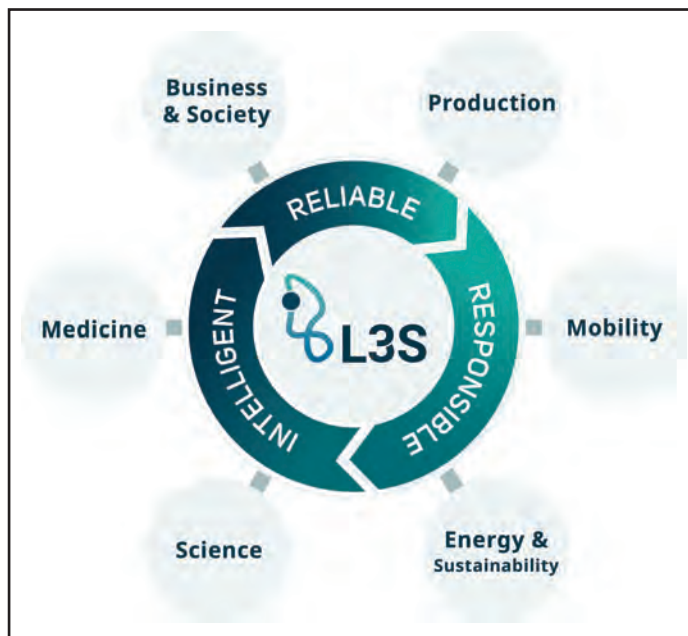 Business
& Society
Production
RELIABLE
INTELLIGENT
RESPONSIBLE
L3S
Medicine
Mobility
Science
Energy &
Sustainability